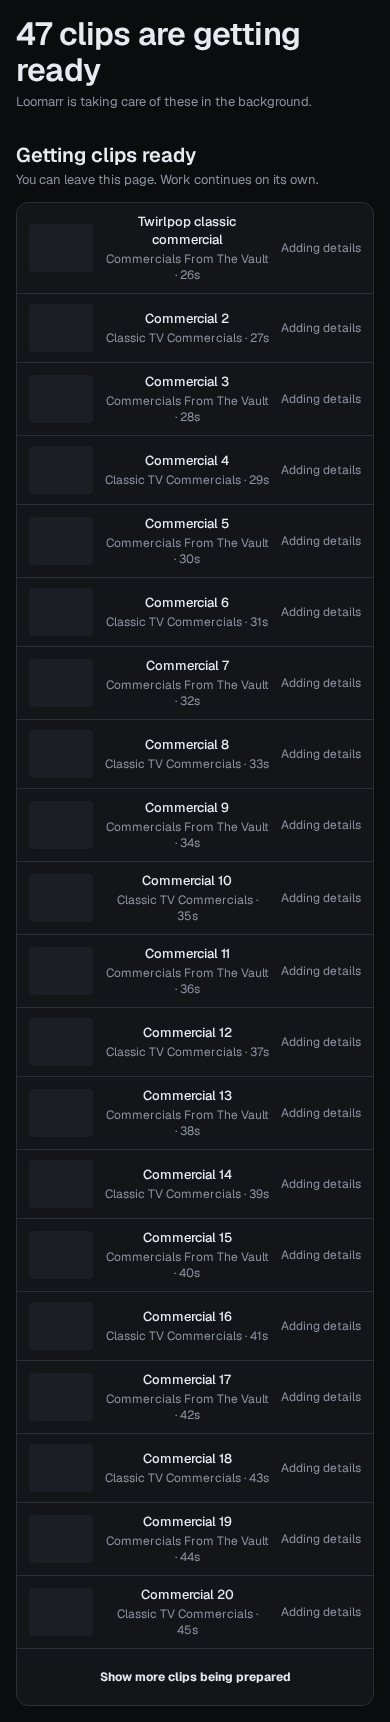 47 clips are getting
ready
Loomarr is taking care of these in the background.
Getting clips ready
You can leave this page. Work continues on its own.
Twirlpop classic
commercial
Commercials From The Vault
· 26s
Adding details
Commercial 2
Classic TV Commercials · 27s
Adding details
Commercial 3
Commercials From The Vault
· 28s
Adding details
Commercial 4
Classic TV Commercials · 29s
Adding details
Commercial 5
Commercials From The Vault
· 30s
Adding details
Commercial 6
Classic TV Commercials · 31s
Adding details
Commercial 7
Commercials From The Vault
· 32s
Adding details
Commercial 8
Classic TV Commercials · 33s
Adding details
Commercial 9
Commercials From The Vault
· 34s
Adding details
Commercial 10
Classic TV Commercials ·
35s
Adding details
Commercial 11
Commercials From The Vault
· 36s
Adding details
Commercial 12
Classic TV Commercials · 37s
Adding details
Commercial 13
Commercials From The Vault
· 38s
Adding details
Commercial 14
Classic TV Commercials · 39s
Adding details
Commercial 15
Commercials From The Vault
· 40s
Adding details
Commercial 16
Classic TV Commercials · 41s
Adding details
Commercial 17
Commercials From The Vault
· 42s
Adding details
Commercial 18
Classic TV Commercials · 43s
Adding details
Commercial 19
Commercials From The Vault
· 44s
Adding details
Commercial 20
Classic TV Commercials ·
45s
Adding details
Show more clips being prepared